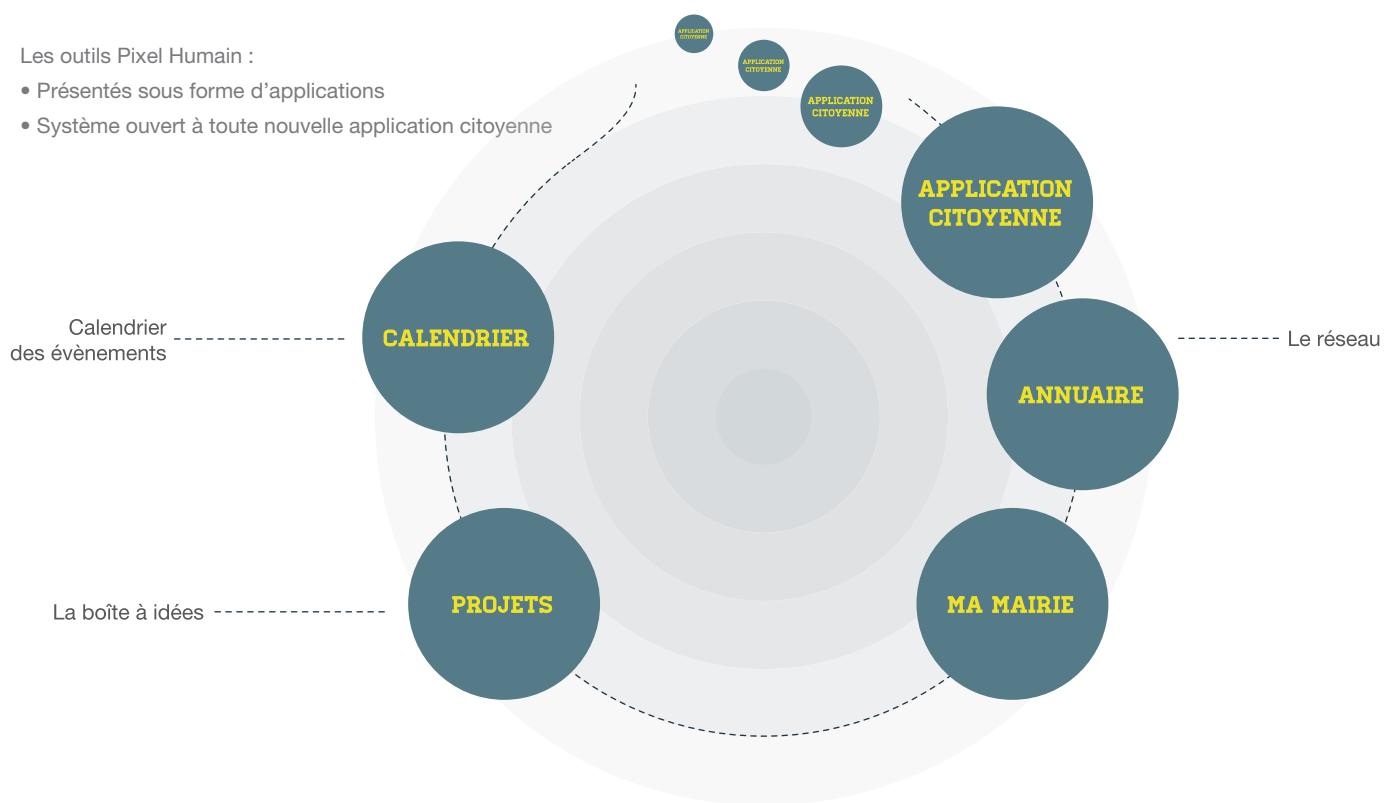 Les outils Pixel Humain :
• Présentés sous forme d'applications
• Système ouvert à toute nouvelle application citoyenne
APPLICATION
CITOYENNE
APPLICATION
CITOYENNE
APPLICATION
CITOYENNE
APPLICATION
CITOYENNE
Calendrier
des évènements
CALENDRIER
Le réseau
ANNUAIRE
La boîte à idées
PROJETS
MA MAIRIE